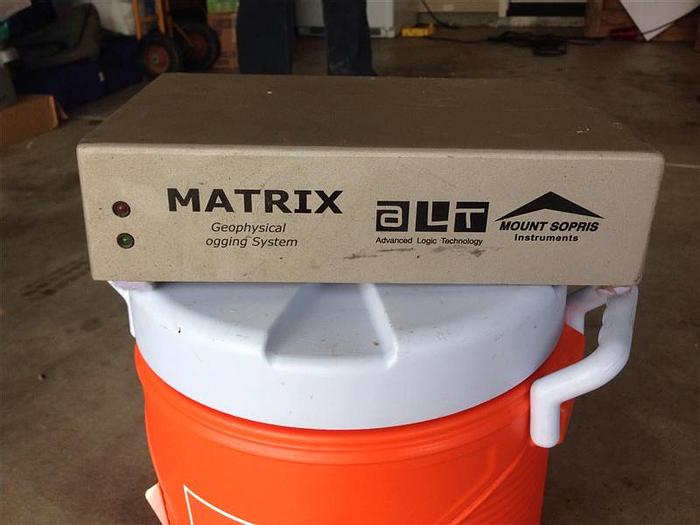 MATRIX
Geophysical
ogging System
aLT
Advanced Logic Technology
MOUNT SOPRIS
Instruments